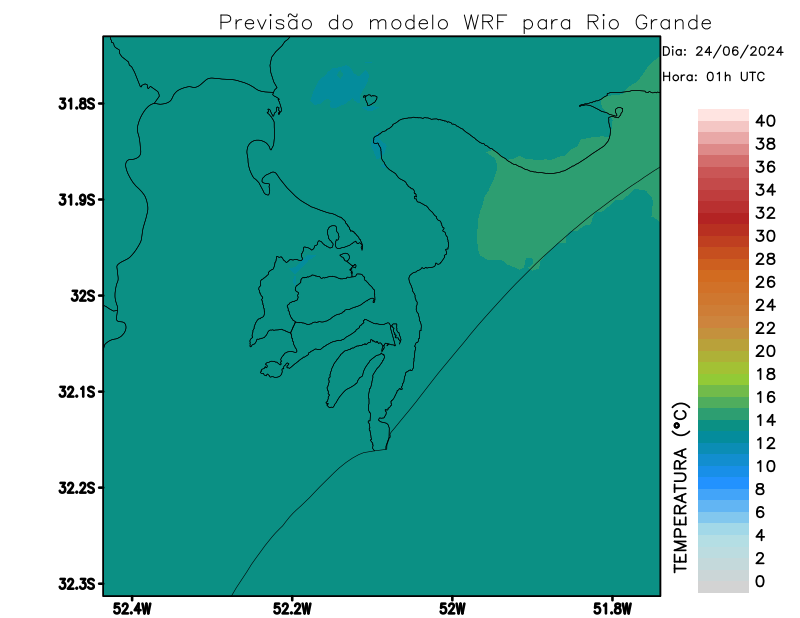 Previsão do modelo WRF para Rio Grande
Dia: 24/06/2024
Hora: 01h UTC
31.8S
31.9S
32S
32.1S
32.2S
32.3S
52.4W
52.2W
52W
51.8W
TEMPERATURA (°C)
40
38
36
34
32
30
28
26
24
22
20
18
16
14
12
10
8
6
4
2
0